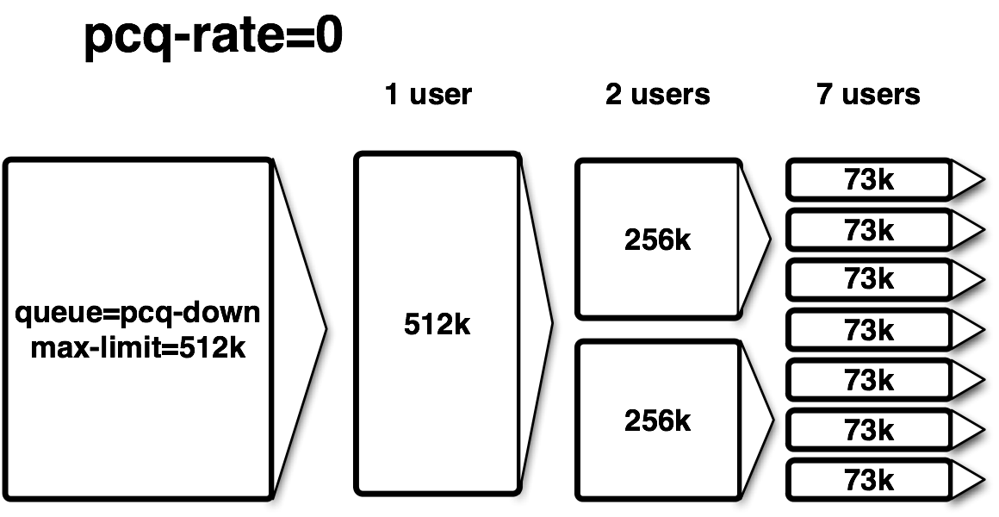 pcq-rate=0
1 user
2 users
7 users
queue=pcq-down
max-limit=512k
512k
256k
256k
73k
73k
73k
73k
73k
73k
73k